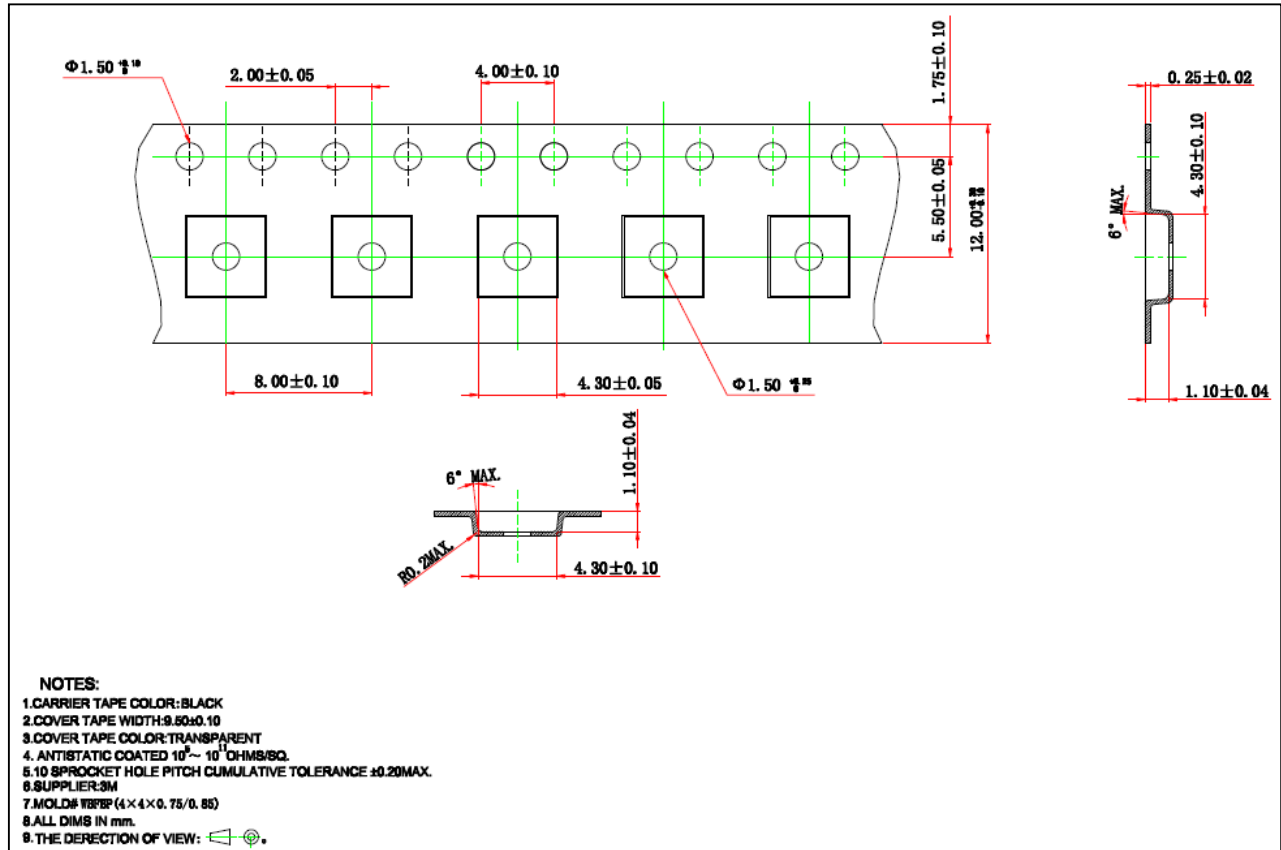 Φ1.50 +0.10 0
2.00±0.05
4.00±0.10
1.75±0.10
5.50±0.05
12.00
8.00±0.10
4.30±0.05
Φ1.50
0.25±0.02
4.30±0.10
6° MAX.
1.10±0.04
6° MAX.
1.10±0.04
R0.2MAX.
4.30±0.10
NOTES:
1.CARRIER TAPE COLOR:BLACK
2.COVER TAPE WIDTH:9.50±0.10
3.COVER TAPE COLOR:TRANSPARENT
4. ANTISTATIC COATED 10 ~ 10¹¹OHMS/SQ.
5.10 SPROCKET HOLE PITCH CUMULATIVE TOLERANCE ±0.20MAX.
6.SUPPLIER:3M
7.MOLD# (4×4×0.75/0.85)
8.ALL DIMS IN mm.
9.THE DERECTION OF VIEW: